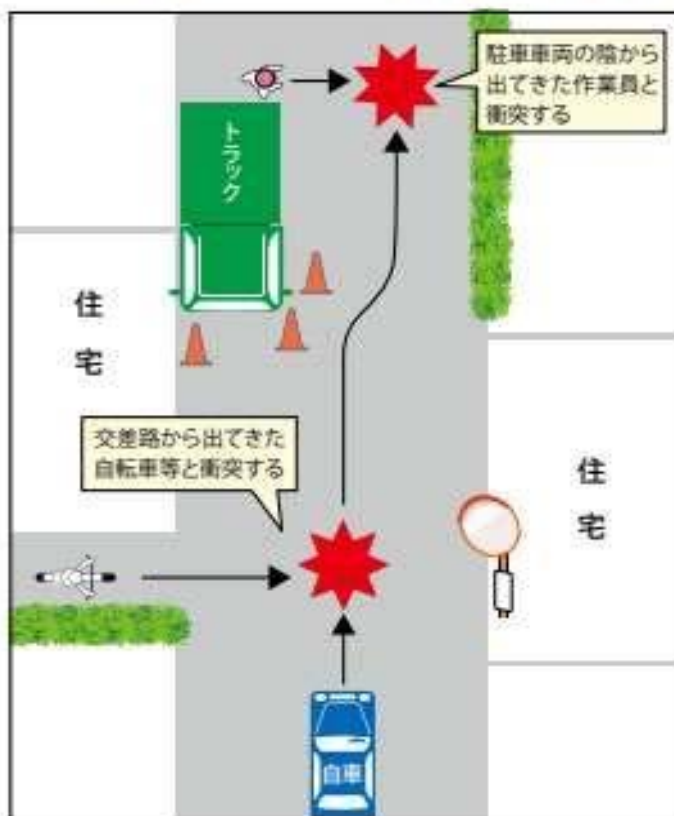 駐車車両の陰から
出てきた作業員と
衝突する
トラック
住宅
交差路から出てきた
自転車等と衝突する
住宅
自車